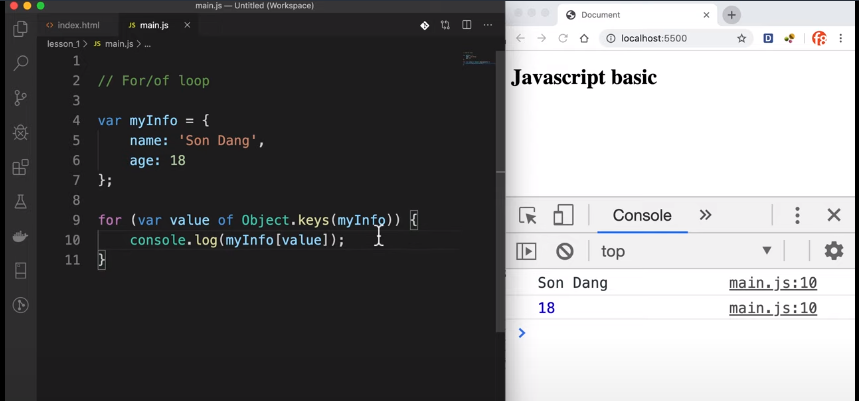 main.js — Untitled (Workspace)
index.html
JS main.js
lesson_1 > JS main.js > ...
1
2 // For/of loop
3
4 var myInfo = {
5 name: 'Son Dang',
6 age: 18
7 };
8
9 for (var value of Object.keys(myInfo)) {
10 console.log(myInfo[value]);
11 }
Document
localhost:5500
Javascript basic
Console
top
Son Dang main.js:10
18 main.js:10